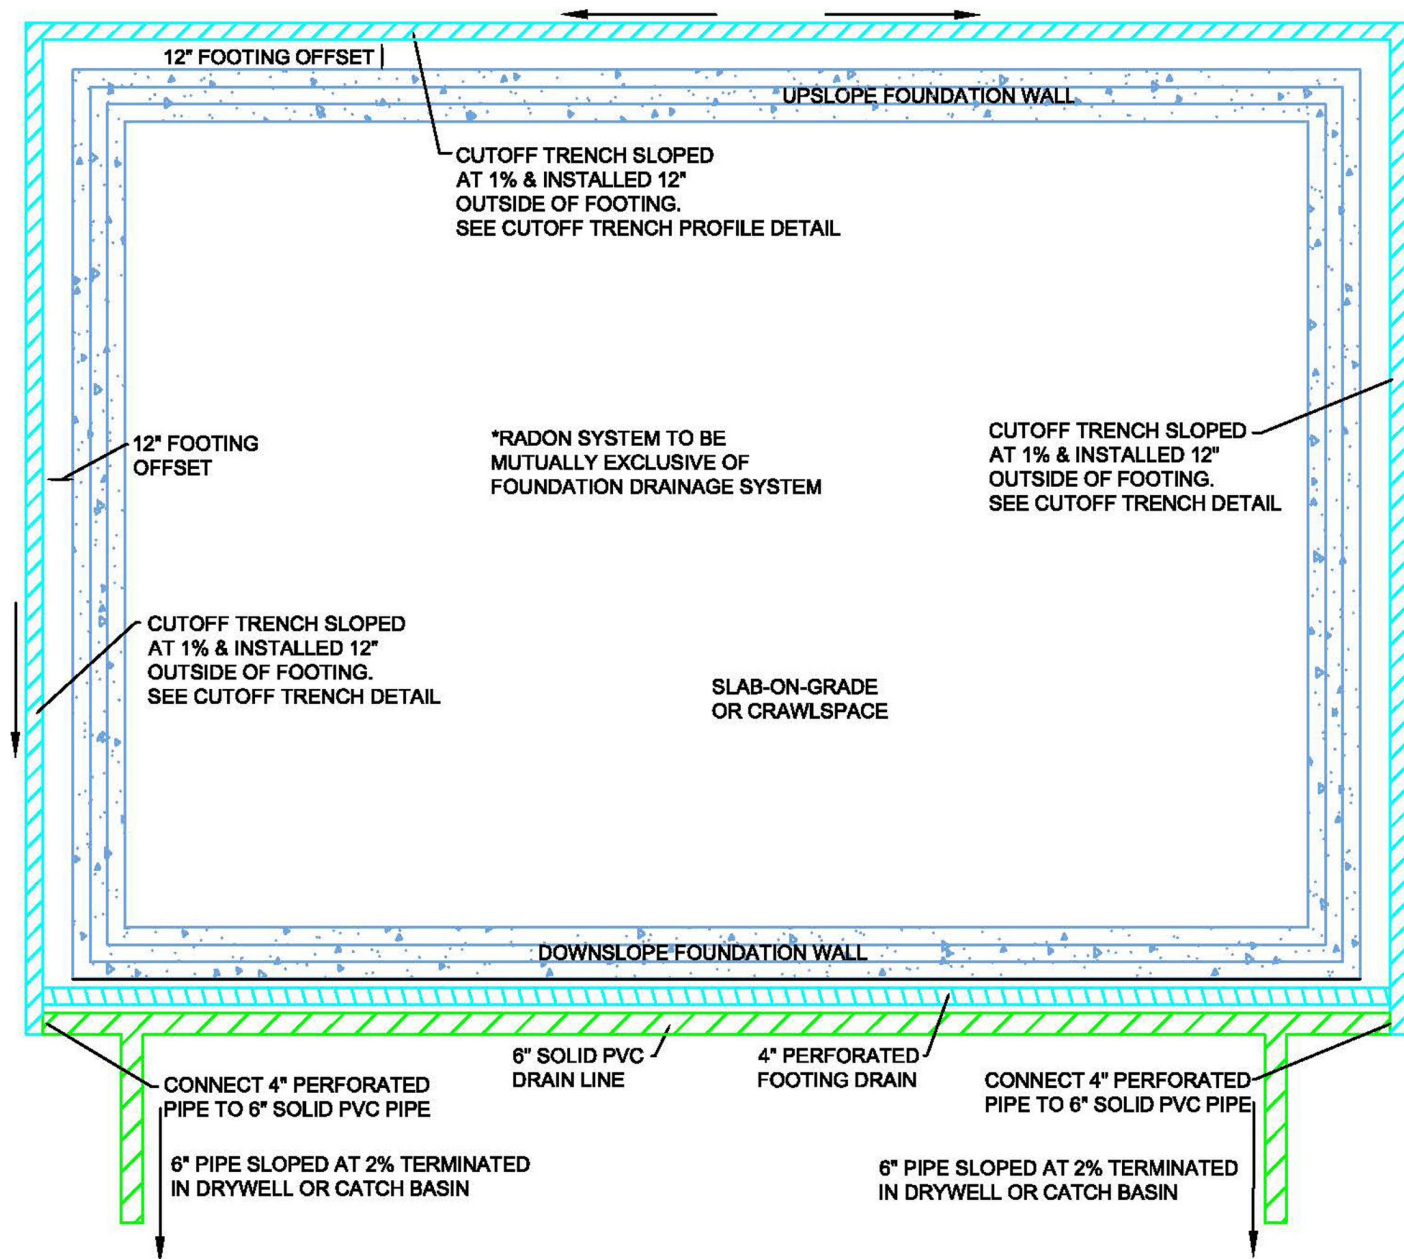 12" FOOTING OFFSET
UPSLOPE FOUNDATION WALL
CUTOFF TRENCH SLOPED
AT 1% & INSTALLED 12"
OUTSIDE OF FOOTING.
SEE CUTOFF TRENCH PROFILE DETAIL
12" FOOTING
OFFSET
*RADON SYSTEM TO BE
MUTUALLY EXCLUSIVE OF
FOUNDATION DRAINAGE SYSTEM
CUTOFF TRENCH SLOPED
AT 1% & INSTALLED 12"
OUTSIDE OF FOOTING.
SEE CUTOFF TRENCH DETAIL
CUTOFF TRENCH SLOPED
AT 1% & INSTALLED 12"
OUTSIDE OF FOOTING.
SEE CUTOFF TRENCH DETAIL
SLAB-ON-GRADE
OR CRAWLSPACE
DOWNSLOPE FOUNDATION WALL
6" SOLID PVC
DRAIN LINE
4" PERFORATED
FOOTING DRAIN
CONNECT 4" PERFORATED
PIPE TO 6" SOLID PVC PIPE
CONNECT 4" PERFORATED
PIPE TO 6" SOLID PVC PIPE
6" PIPE SLOPED AT 2% TERMINATED
IN DRYWELL OR CATCH BASIN
6" PIPE SLOPED AT 2% TERMINATED
IN DRYWELL OR CATCH BASIN